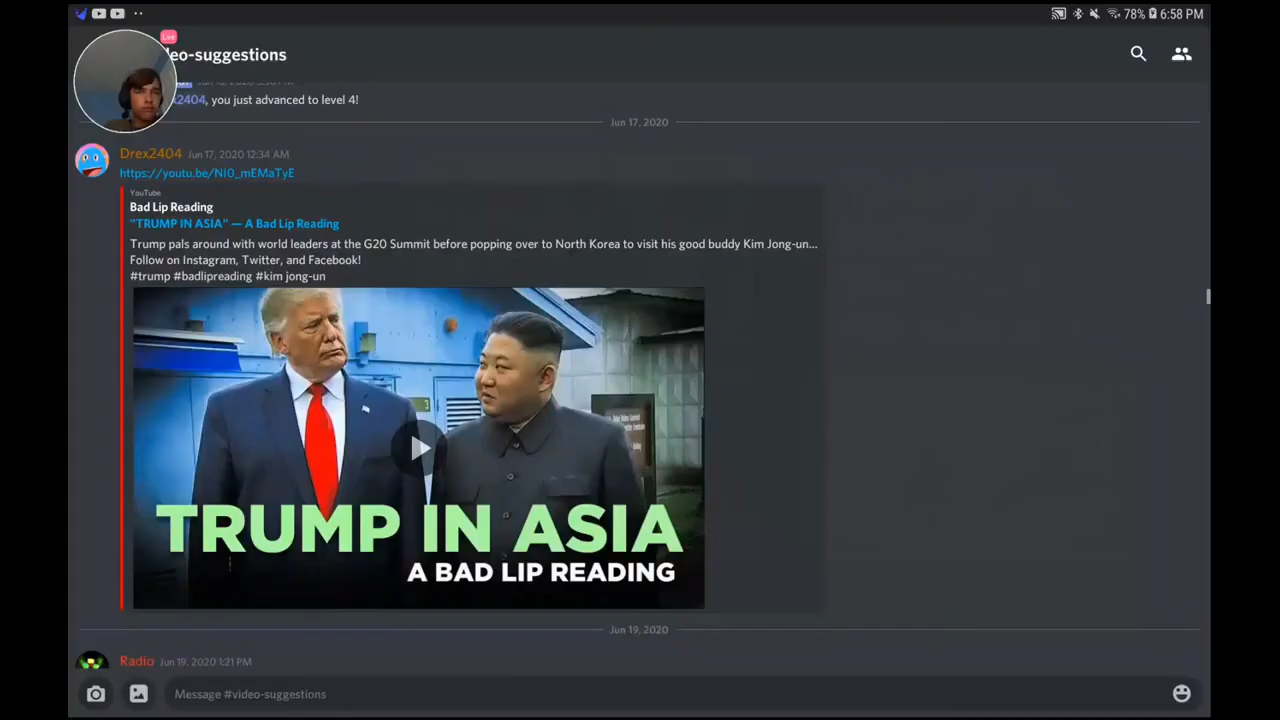 78% 6:58 PM
Live
eo-suggestions
x2404, you just advanced to level 4!
Jun 17, 2020
Drex2404 Jun 17, 2020 12:34 AM
https://youtu.be/Ni0_mEMaTyE
YouTube
Bad Lip Reading
"TRUMP IN ASIA" — A Bad Lip Reading
Trump pals around with world leaders at the G20 Summit before popping over to North Korea to visit his good buddy Kim Jong-un...
Follow on Instagram, Twitter, and Facebook!
#trump #badlipreading #kim jong-un
TRUMP IN ASIA
A BAD LIP READING
Jun 19, 2020
Radio Jun 19, 2020 1:21 PM
Message #video-suggestions